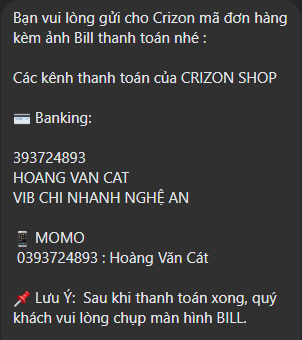 Bạn vui lòng gửi cho Crizon mã đơn hàng
kèm ảnh Bill thanh toán nhé :
Các kênh thanh toán của CRIZON SHOP
💳 Banking:
393724893
HOANG VAN CAT
VIB CHI NHANH NGHỆ AN
📱 MOMO
0393724893 : Hoàng Văn Cát
📌 Lưu Ý:  Sau khi thanh toán xong, quý
khách vui lòng chụp màn hình BILL.